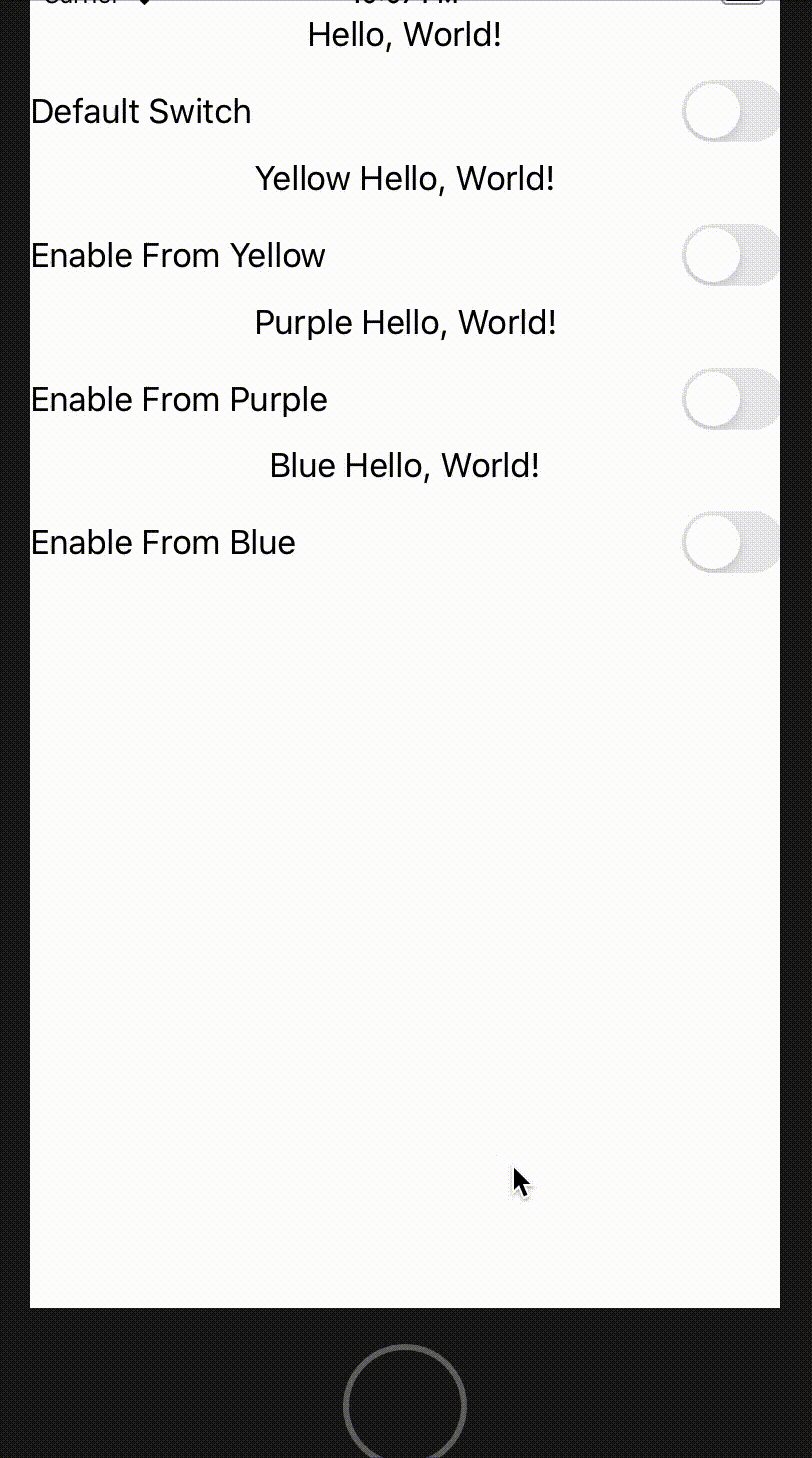 Hello, World!
Default Switch
Yellow Hello, World!
Enable From Yellow
Purple Hello, World!
Enable From Purple
Blue Hello, World!
Enable From Blue